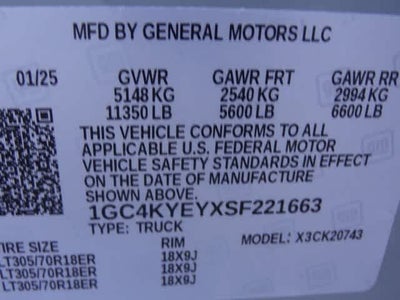 MFD BY GENERAL MOTORS LLC
01/25 GVWR GAWR FRT GAWR RR
5148 KG 2540 KG 2994 KG
11350 LB 5600 LB 6600 LB
THIS VEHICLE CONFORMS TO ALL
APPLICABLE U.S. FEDERAL MOTOR
VEHICLE SAFETY STANDARDS IN EFFECT
ON THE DATE OF MANUFACTURE
SHOWN ABOVE.
1GC4KYEYXSF221663
TYPE: TRUCK MODEL: X3CK20743
TIRE SIZE RIM
LT305/70R18ER 18X9J
LT305/70R18ER 18X9J
LT305/70R18ER 18X9J